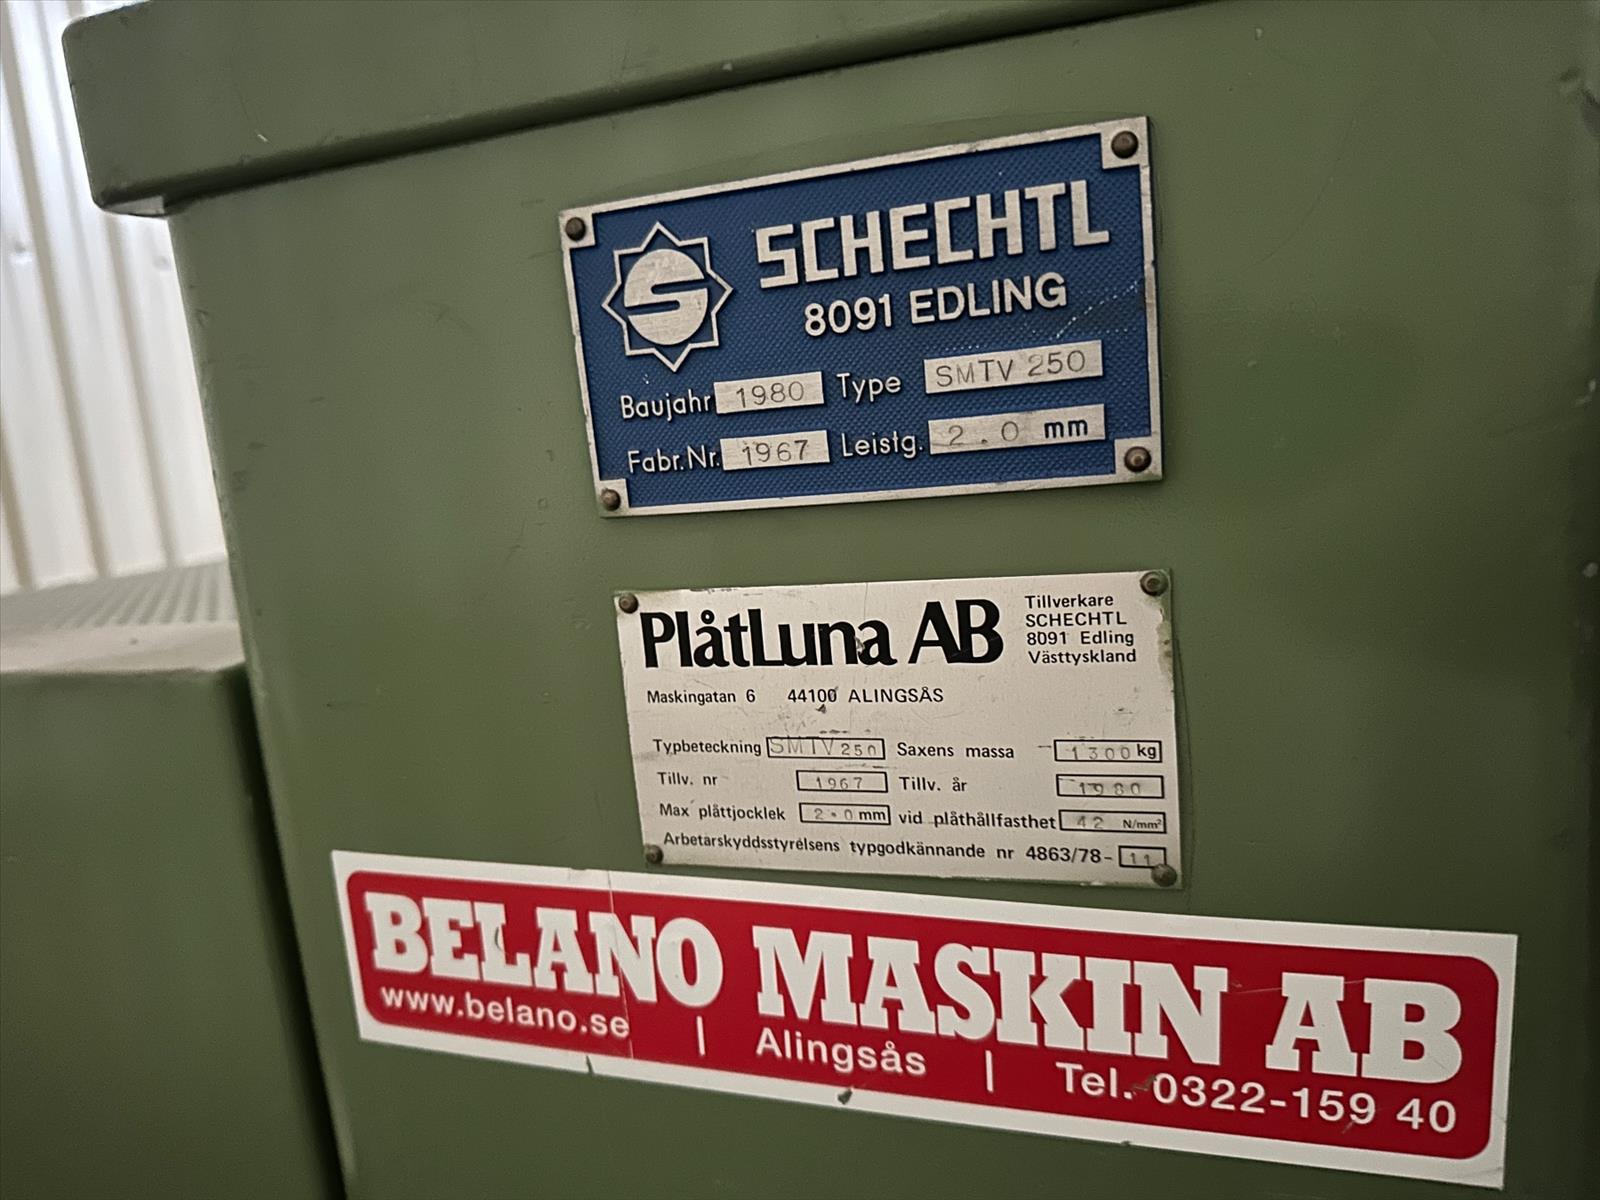 S
SCHECHTL
8091 EDLING
Baujahr 1980 Type SMTV 250
Fabr.Nr. 1967 Leistg. 2.0 mm
PlåtLuna AB
Tillverkare
SCHECHTL
8091 Edling
Västtyskland
Maskingatan 6 44100 ALINGSÅS
Typbeteckning SMTV 250 Saxens massa 1300 kg
Tillv. nr 1967 Tillv. år 1980
Max plåttjocklek 2.0 mm vid plåthållfasthet 42 N/mm²
Arbetarskyddsstyrelsens typgodkännande nr 4863/78-11
BELANO MASKIN AB
www.belano.se | Alingsås | Tel. 0322-159 40